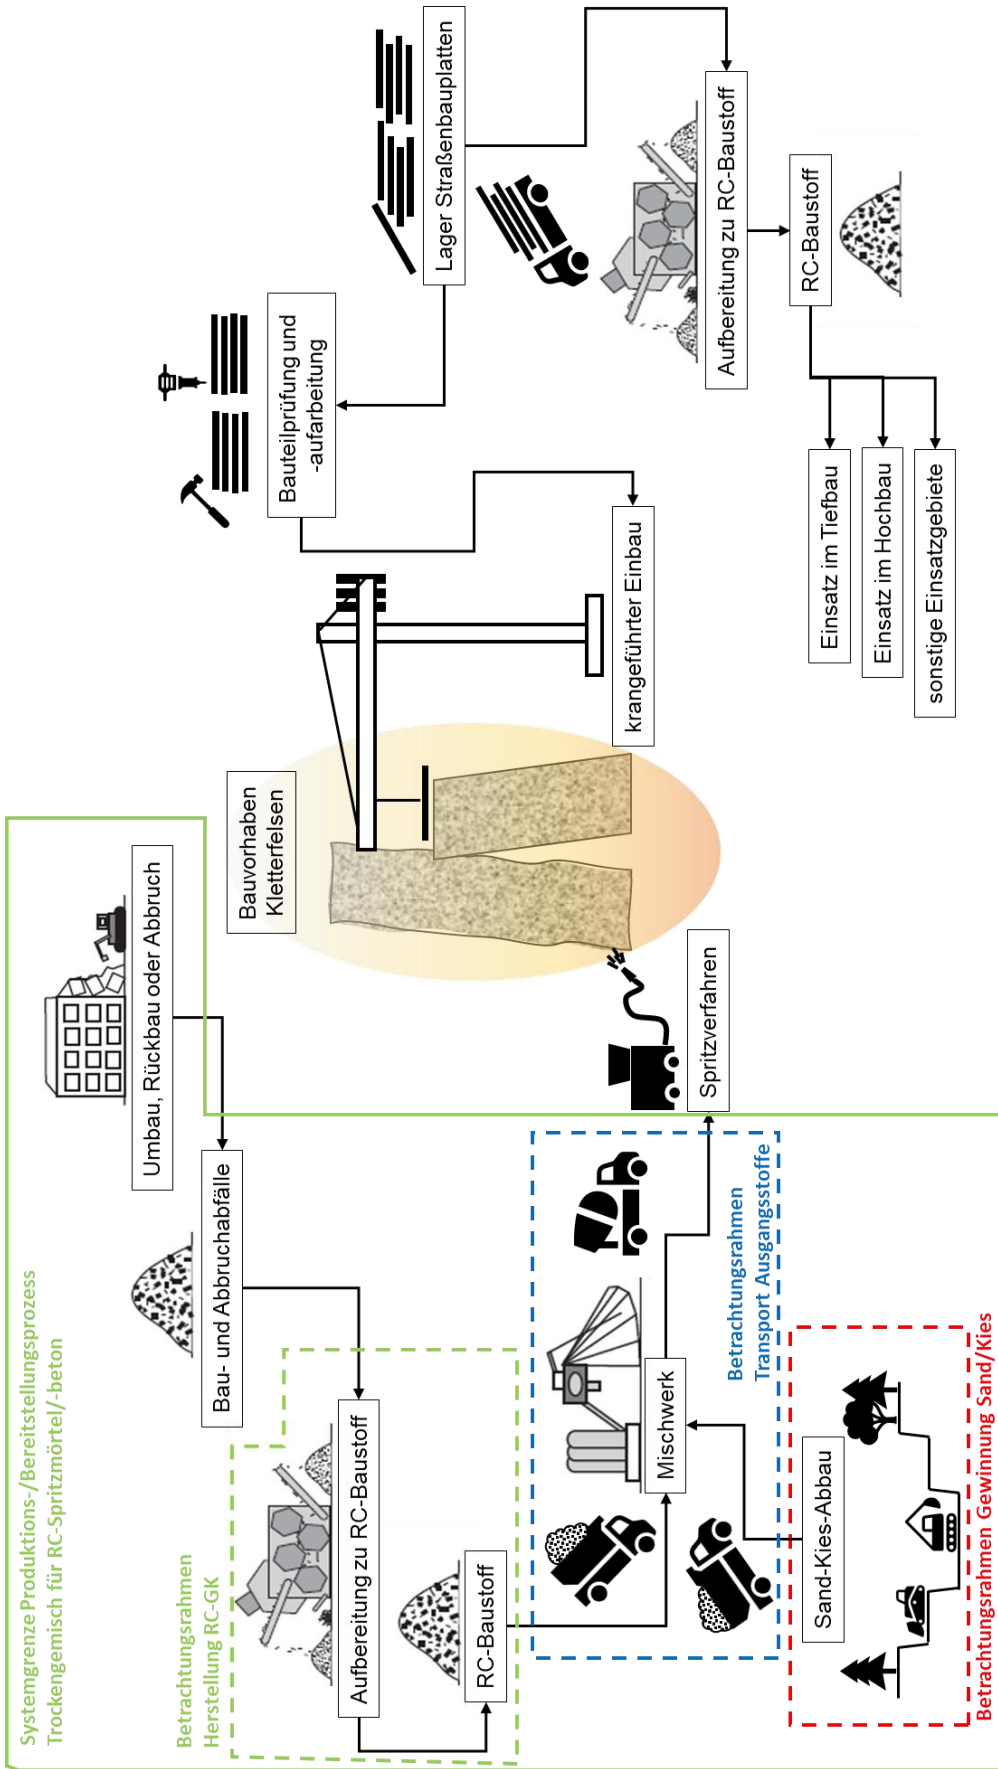 Systemgrenze Produktions-/Bereitstellungsprozess
Trockengemisch für RC-Spritzmörtel/-beton
Umbau, Rückbau oder Abbruch
Bau- und Abbruchabfälle
Betrachtungsrahmen
Herstellung RC-GK
Aufbereitung zu RC-Baustoff
RC-Baustoff
Mischwerk
Betrachtungsrahmen
Transport Ausgangsstoffe
Sand-Kies-Abbau
Betrachtungsrahmen Gewinnung Sand/Kies
Spritzverfahren
Bauvorhaben
Kletterfelsen
krangeführter Einbau
Bauteilprüfung und
-aufarbeitung
Lager Straßenbauplatten
Aufbereitung zu RC-Baustoff
RC-Baustoff
Einsatz im Tiefbau
Einsatz im Hochbau
sonstige Einsatzgebiete